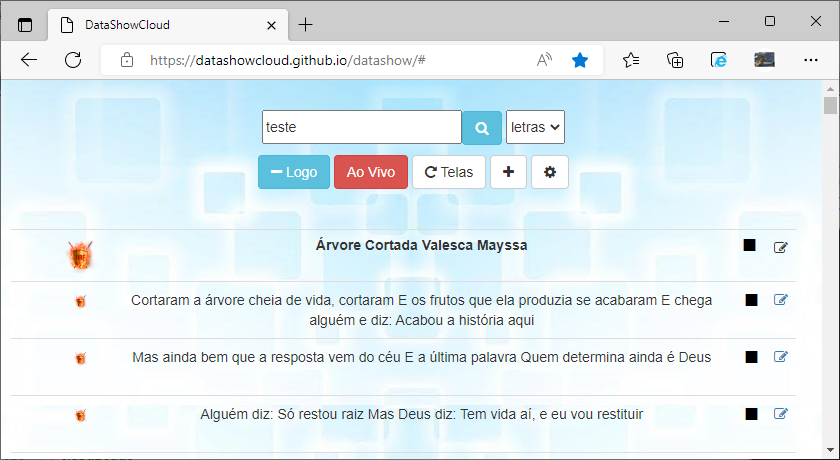 DataShowCloud
https://datashowcloud.github.io/datashow/#
teste
letras
Logo
Ao Vivo
Telas
Árvore Cortada Valesca Mayssa
Cortaram a árvore cheia de vida, cortaram E os frutos que ela produzia se acabaram E chega
alguém e diz: Acabou a história aqui
Mas ainda bem que a resposta vem do céu E a última palavra Quem determina ainda é Deus
Alguém diz: Só restou raiz Mas Deus diz: Tem vida aí, e eu vou restituir